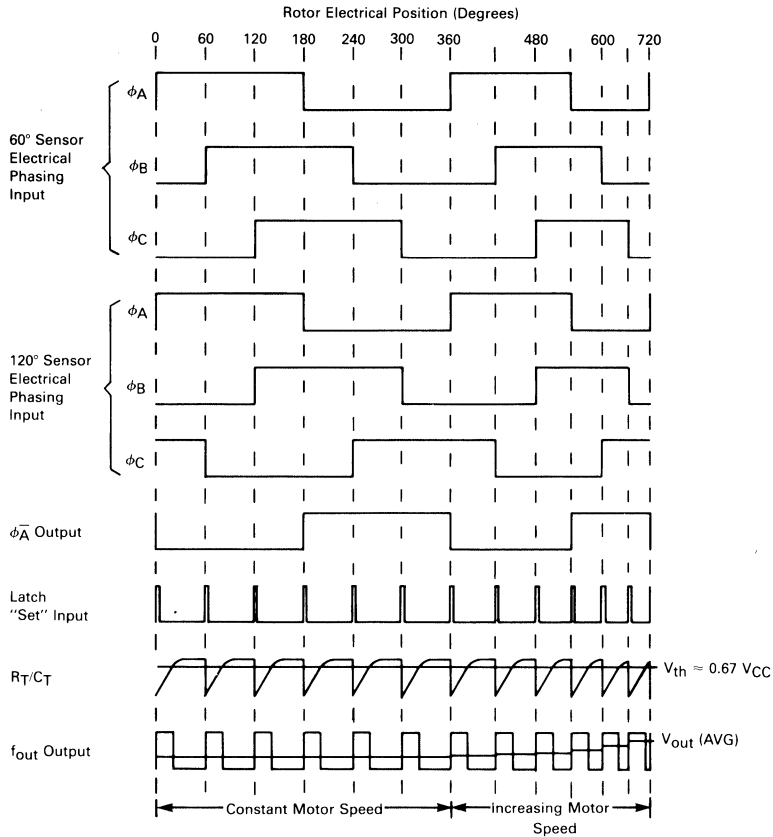 Rotor Electrical Position (Degrees)
0 60 120 180 240 300 360 480 600 720
60° Sensor
Electrical
Phasing
Input
ϕA
ϕB
ϕC
120° Sensor
Electrical
Phasing
Input
ϕA
ϕB
ϕC
ϕA̅ Output
Latch
"Set" Input
RT/CT
Vth ≈ 0.67 VCC
fout Output
Vout (AVG)
Constant Motor Speed
Increasing Motor
Speed